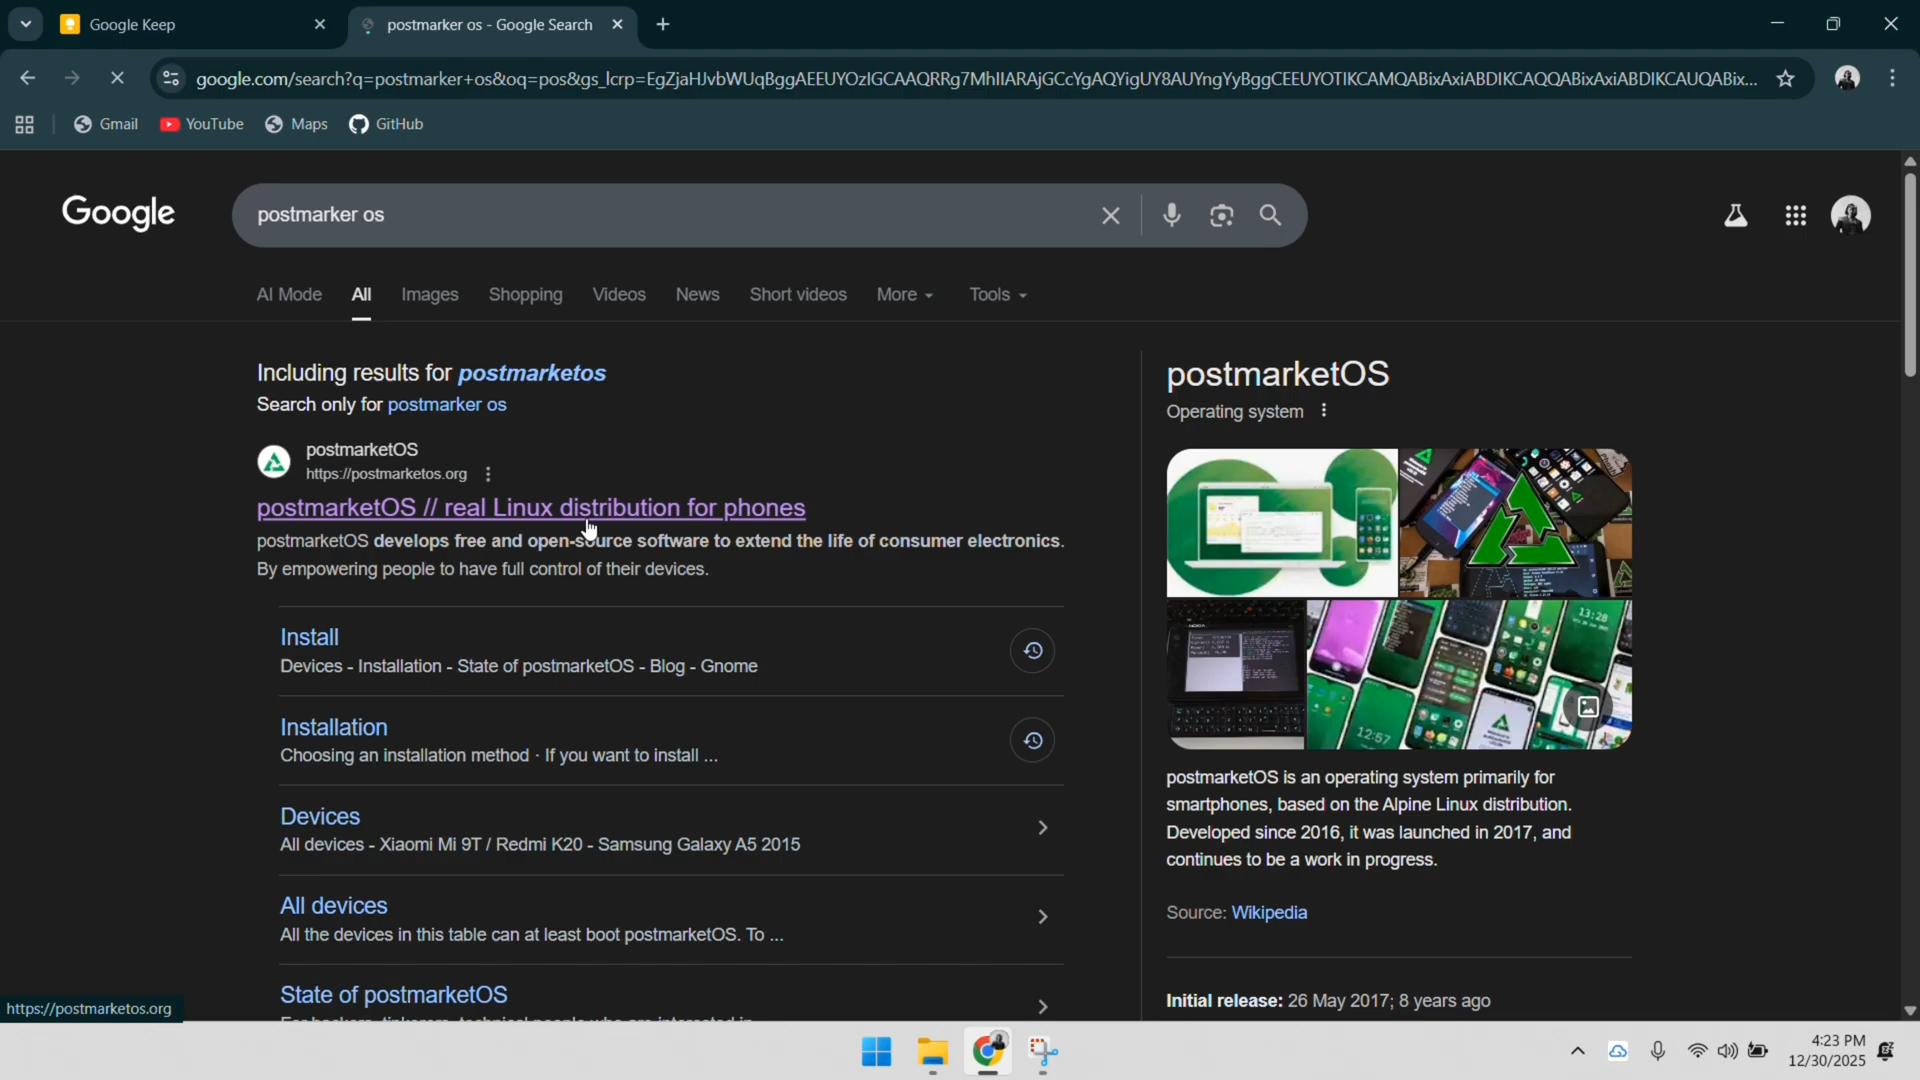 Google Keep
postmarker os - Google Search
google.com/search?q=postmarker+os&oq=pos&gs_lcrp=EgZjaHJvbWUqBggAEEUYOzIGCAAQRRg7MhIIARAjGCcYgAQYigUY8AUYngYyBggCEEUYOTIKCAMQABixAxiABDIKCAQQABixAxiABDIKCAUQABix...
Gmail
YouTube
Maps
GitHub
Google
postmarker os
AI Mode
All
Images
Shopping
Videos
News
Short videos
More
Tools
Including results for postmarketos
Search only for postmarker os
postmarketOS
https://postmarketos.org
postmarketOS // real Linux distribution for phones
postmarketOS develops free and open-source software to extend the life of consumer electronics.
By empowering people to have full control of their devices.
Install
Devices - Installation - State of postmarketOS - Blog - Gnome
Installation
Choosing an installation method · If you want to install ...
Devices
All devices - Xiaomi Mi 9T / Redmi K20 - Samsung Galaxy A5 2015
All devices
All the devices in this table can at least boot postmarketOS. To ...
State of postmarketOS
postmarketOS
Operating system
NOKIA
13:28
12:57
postmarketOS is an operating system primarily for
smartphones, based on the Alpine Linux distribution.
Developed since 2016, it was launched in 2017, and
continues to be a work in progress.
Source: Wikipedia
Initial release: 26 May 2017; 8 years ago
https://postmarketos.org
4:23 PM
12/30/2025